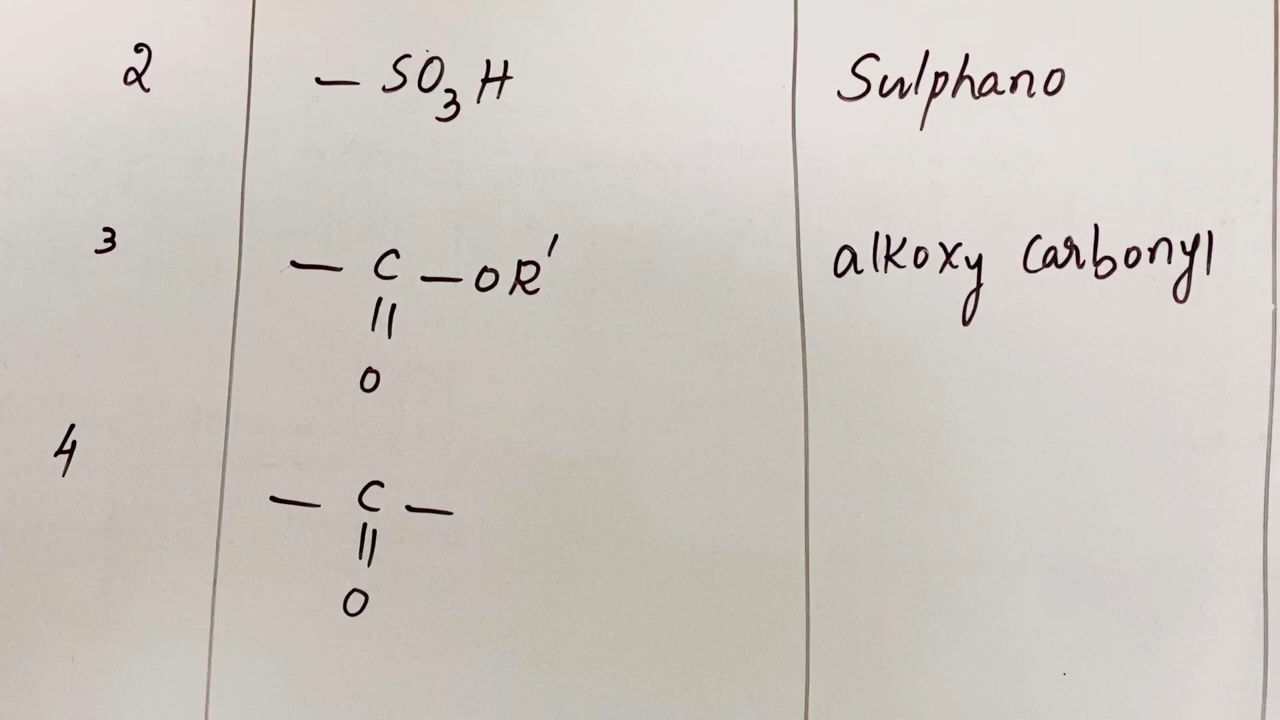 2 – SO3H Sulphano
3 – C – OR' alkoxy carbonyl
||
O
4 – C –
||
O